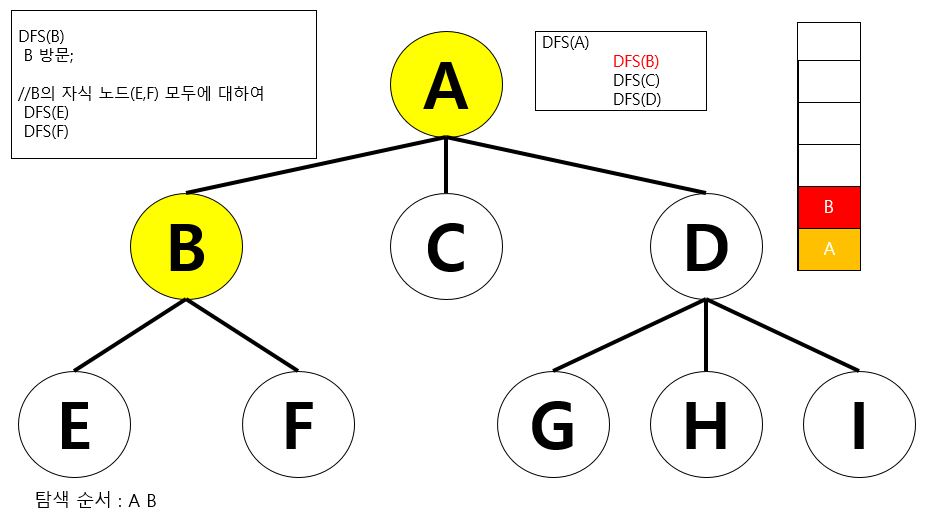 DFS(B)
B 방문;
//B의 자식 노드(E,F) 모두에 대하여
DFS(E)
DFS(F)
A
DFS(A)
DFS(B)
DFS(C)
DFS(D)
B
C
D
B
A
E
F
G
H
I
탐색 순서 : A B